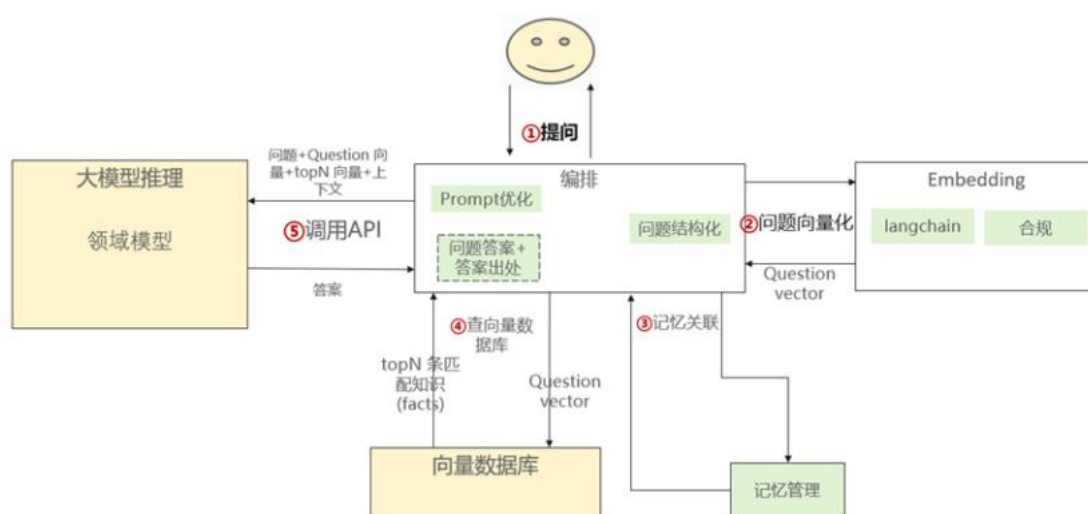 ①提问
问题+Question 向
量+topN 向量+上
下文
大模型推理
领域模型
⑤调用API
答案
编排
Prompt优化
问题结构化
问题答案+
答案出处
②问题向量化
Question
vector
Embedding
langchain
合规
④查向量数
据库
③记忆关联
topN 条匹
配知识
(facts)
Question
vector
向量数据库
记忆管理